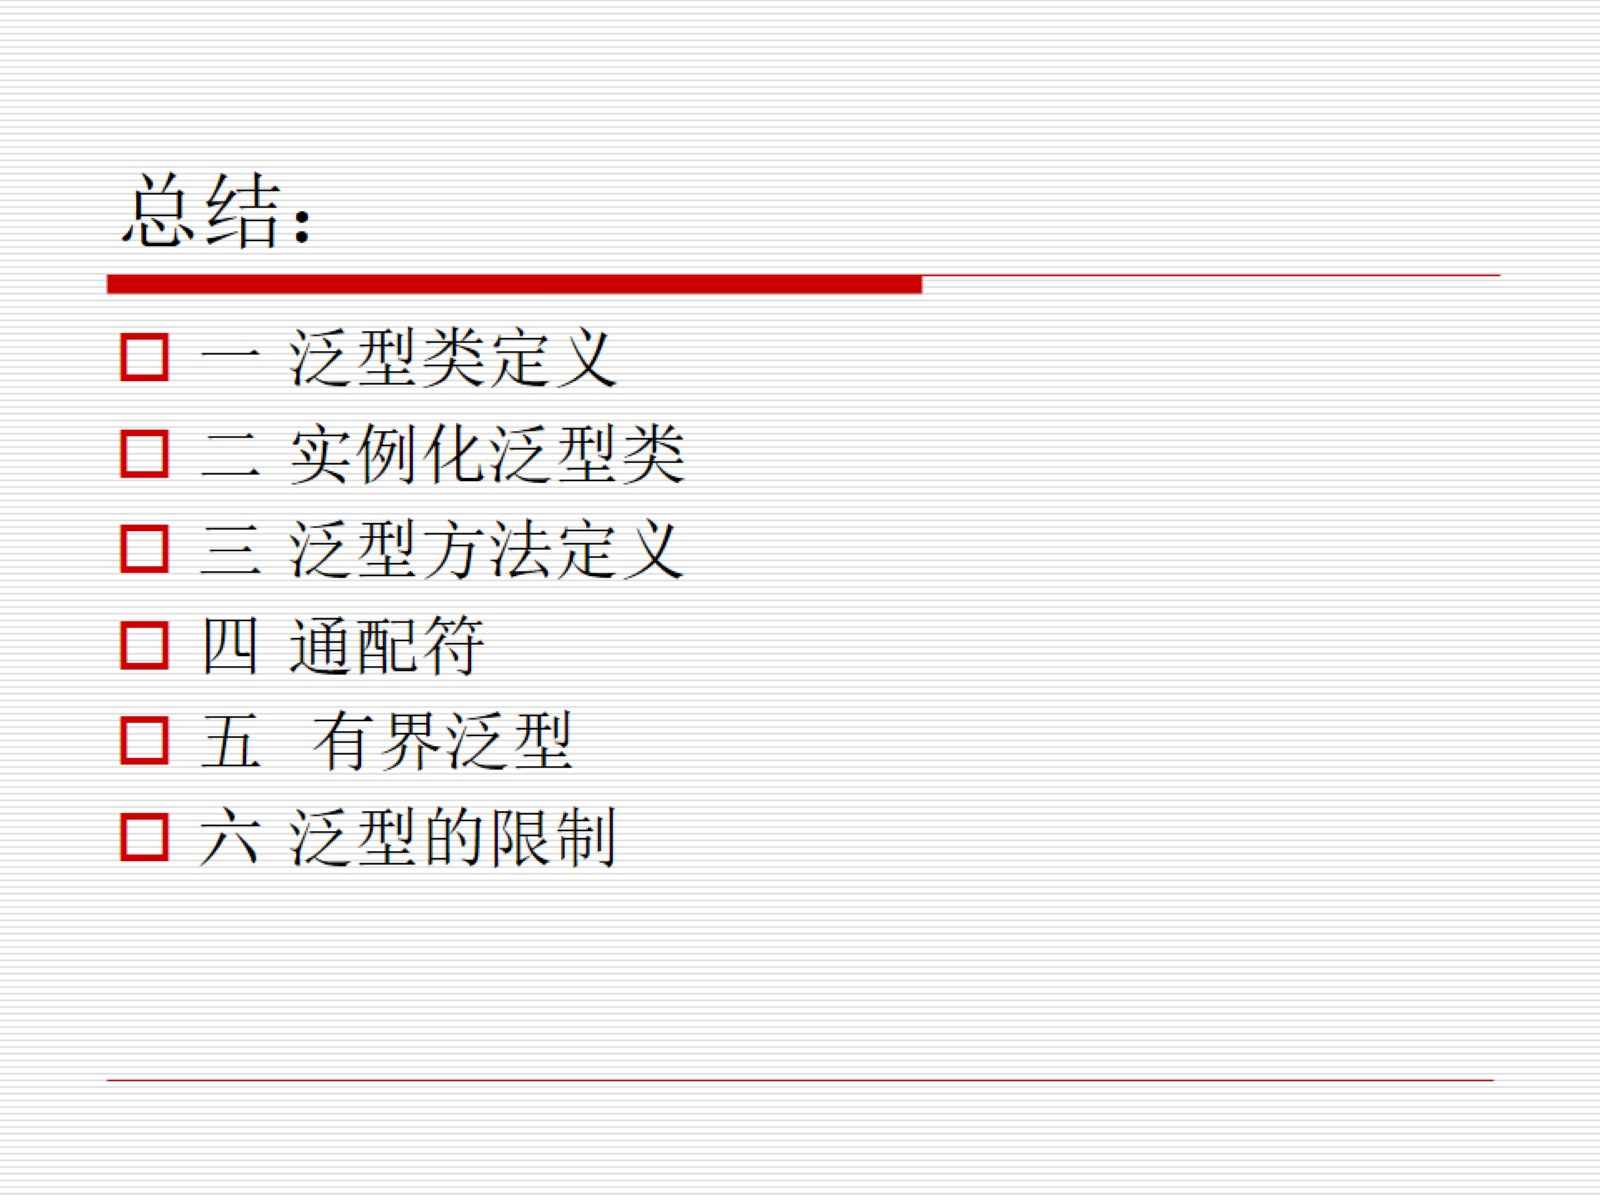 总结：
一 泛型类定义
二 实例化泛型类
三 泛型方法定义
四 通配符
五  有界泛型
六 泛型的限制